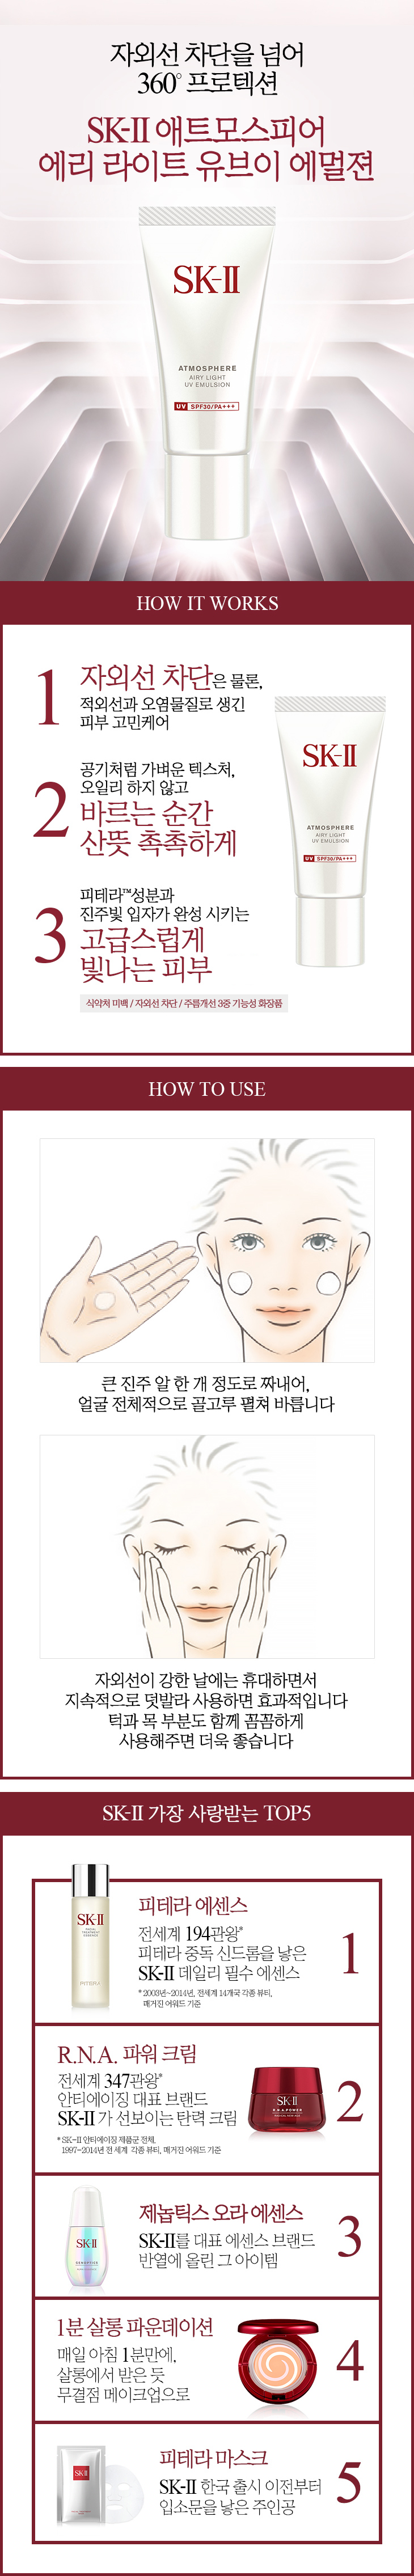 자외선 차단을 넘어
360° 프로텍션
SK-II 애트모스피어
에리 라이트 유브이 에멀젼
SK-II
ATMOSPHERE
AIRY LIGHT
UV EMULSION
UV SPF30/PA+++
HOW IT WORKS
1
자외선 차단은 물론,
적외선과 오염물질로 생긴
피부 고민케어
2
공기처럼 가벼운 텍스처,
오일리 하지 않고
바르는 순간
산뜻 촉촉하게
3
피테라™성분과
진주빛 입자가 완성 시키는
고급스럽게
빛나는 피부
식약처 미백 / 자외선 차단 / 주름개선 3중 기능성 화장품
SK-II
ATMOSPHERE
AIRY LIGHT
UV EMULSION
UV SPF30/PA+++
HOW TO USE
큰 진주 알 한 개 정도로 짜내어,
얼굴 전체적으로 골고루 펼쳐 바릅니다
자외선이 강한 날에는 휴대하면서
지속적으로 덧발라 사용하면 효과적입니다
턱과 목 부분도 함께 꼼꼼하게
사용해주면 더욱 좋습니다
SK-II 가장 사랑받는 TOP5
SK-II
FACIAL
TREATMENT
ESSENCE
PITERA
피테라 에센스
전세계 194관왕*
피테라 중독 신드롬을 낳은
SK-II 데일리 필수 에센스
* 2003년~2014년, 전세계 14개국 각종 뷰티,
매거진 어워드 기준
1
R.N.A. 파워 크림
전세계 347관왕*
안티에이징 대표 브랜드
SK-II 가 선보이는 탄력 크림
* SK-II 안티에이징 제품군 전체,
1997-2014년 전 세계 각종 뷰티, 매거진 어워드 기준
SK-II
R.N.A.POWER
2
SK-II
제놉틱스 오라 에센스
SK-II를 대표 에센스 브랜드
반열에 올린 그 아이템
3
1분 살롱 파운데이션
매일 아침 1분만에,
살롱에서 받은 듯
무결점 메이크업으로
4
SK-II
피테라 마스크
SK-II 한국 출시 이전부터
입소문을 낳은 주인공
5